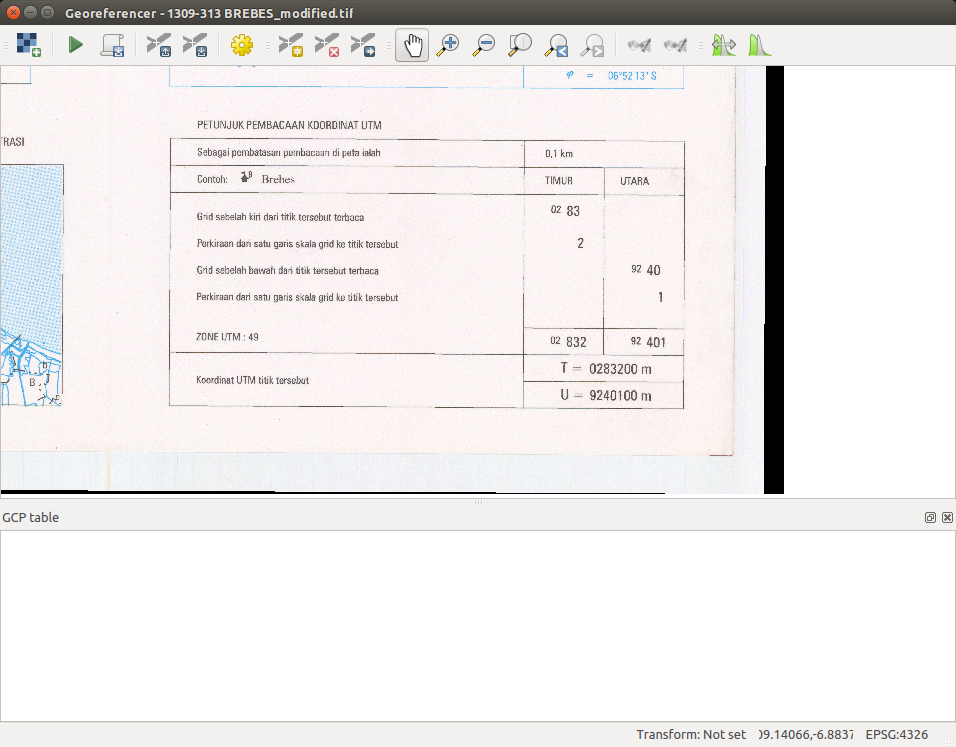 Georeferencer - 1309-313 BREBES_modified.tif
φ = 06°52'13" S
PETUNJUK PEMBACAAN KOORDINAT UTM
TRASI
Sebagai pembatasan pembacaan di peta ialah 0,1 km
Contoh: Brebes TIMUR UTARA
Grid sebelah kiri dari titik tersebut terbaca 02 83
Perkiraan dari satu garis skala grid ke titik tersebut 2
Grid sebelah bawah dari titik tersebut terbaca 92 40
Perkiraan dari satu garis skala grid ke titik tersebut 1
ZONE UTM : 49 02 832 92 401
T = 0283200 m
Koordinat UTM titik tersebut
B
U = 9240100 m
GCP table
Transform: Not set 09.14066,-6.8837 EPSG:4326